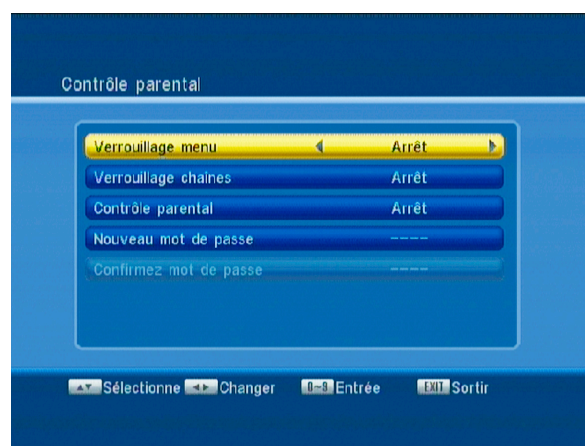 Contrôle parental
Verrouillage menu Arrêt
Verrouillage chaines Arrêt
Contrôle parental Arrêt
Nouveau mot de passe ----
Confirmez mot de passe ----
Sélectionne Changer 0~9 Entrée EXIT Sortir